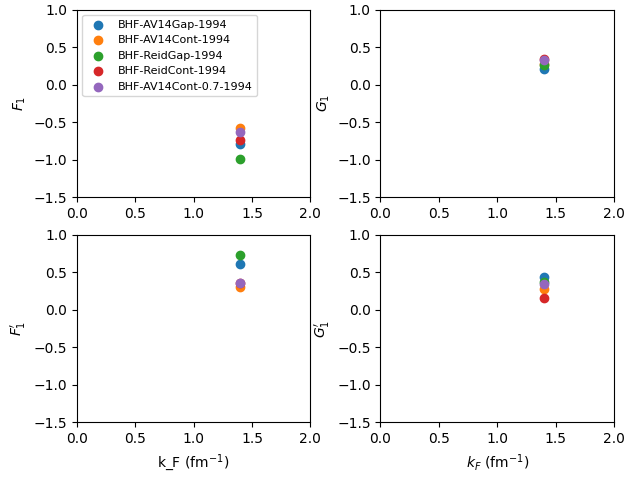 1.0
0.5
0.0
−0.5
−1.0
−1.5
F₁
0.0 0.5 1.0 1.5 2.0
BHF-AV14Gap-1994
BHF-AV14Cont-1994
BHF-ReidGap-1994
BHF-ReidCont-1994
BHF-AV14Cont-0.7-1994
1.0
0.5
0.0
−0.5
−1.0
−1.5
G₁
0.0 0.5 1.0 1.5 2.0
1.0
0.5
0.0
−0.5
−1.0
−1.5
F₁′
0.0 0.5 1.0 1.5 2.0
k_F (fm⁻¹)
1.0
0.5
0.0
−0.5
−1.0
−1.5
G₁′
0.0 0.5 1.0 1.5 2.0
k_F (fm⁻¹)